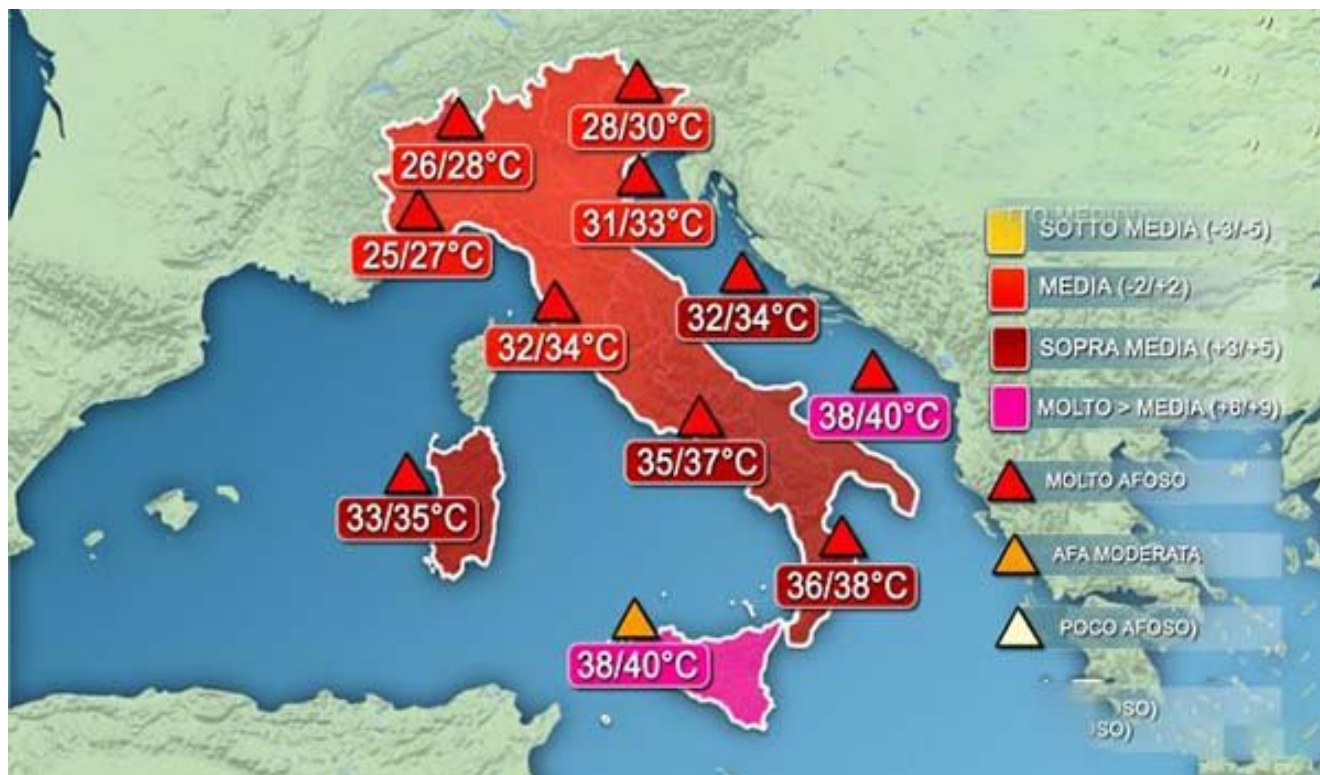 28/30°C
26/28°C
31/33°C
25/27°C
32/34°C
32/34°C
38/40°C
35/37°C
33/35°C
36/38°C
38/40°C
SOTTO MEDIA (-3/-5)
MEDIA (-2/+2)
SOPRA MEDIA (+3/+5)
MOLTO > MEDIA (+6/+9)
MOLTO AFOSO
AFA MODERATA
POCO AFOSO)